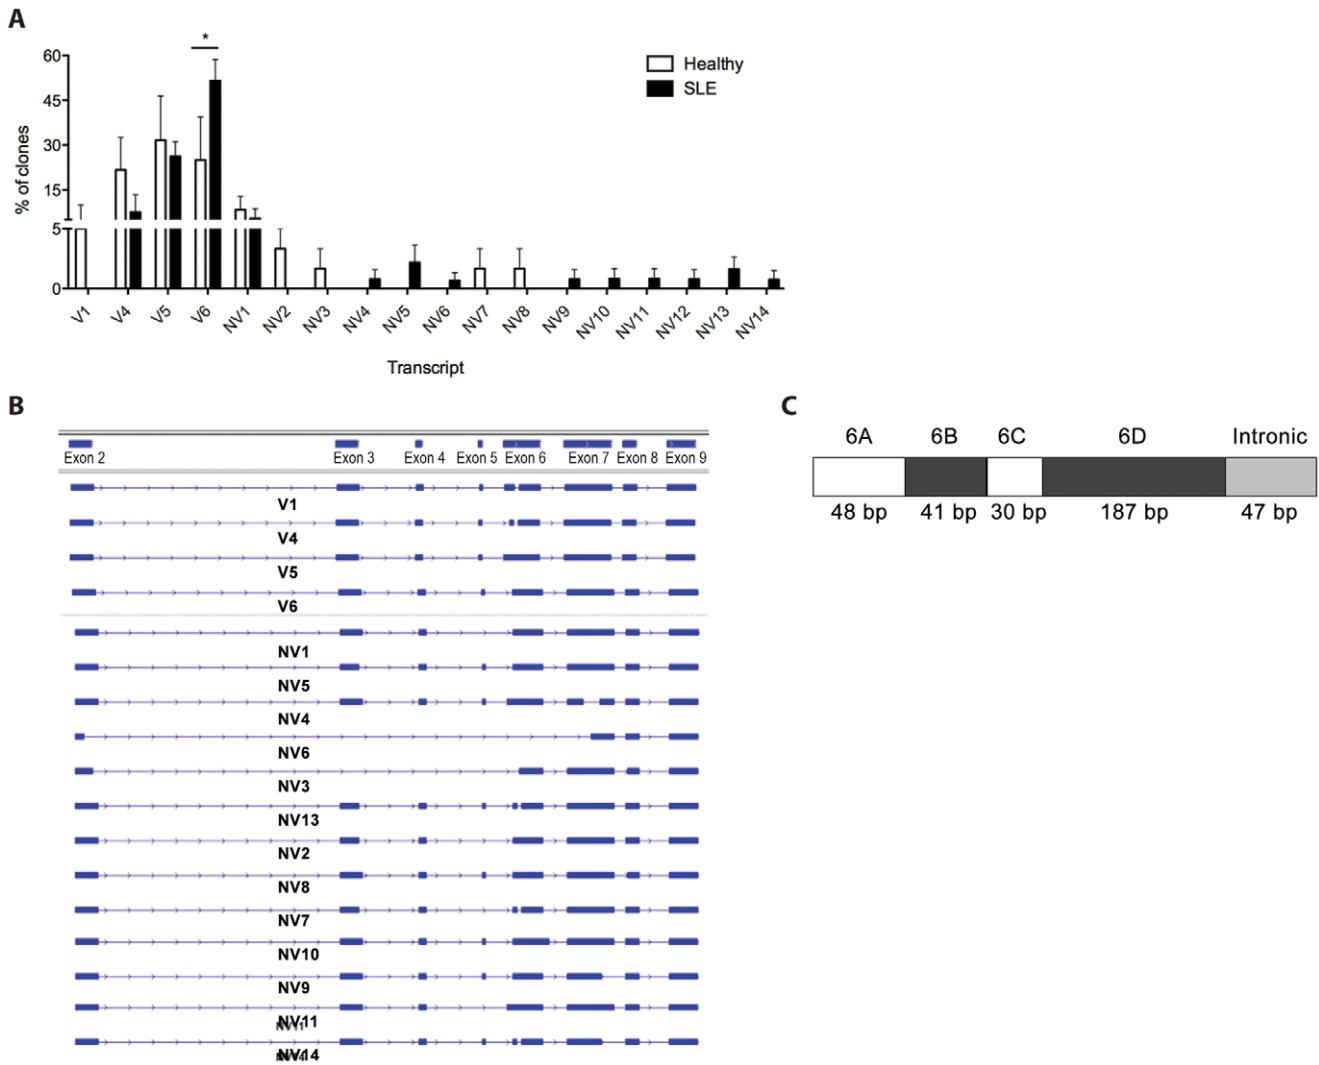 A
*
60
45
30
15
5
0
% of clones
Healthy
SLE
V1 V4 V5 V6 NV1 NV2 NV3 NV4 NV5 NV6 NV7 NV8 NV9 NV10 NV11 NV12 NV13 NV14
Transcript
B
Exon 2 Exon 3 Exon 4 Exon 5 Exon 6 Exon 7 Exon 8 Exon 9
V1
V4
V5
V6
NV1
NV5
NV4
NV6
NV3
NV13
NV2
NV8
NV7
NV10
NV9
NV11
NV14
C
6A 6B 6C 6D Intronic
48 bp 41 bp 30 bp 187 bp 47 bp